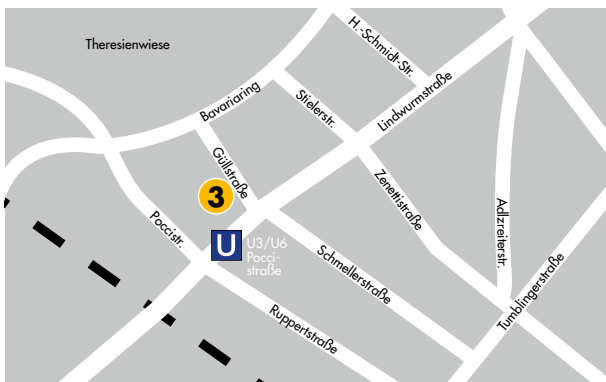 H.-Schmidt-Str.
Theresienwiese
Lindwurmstraße
Bavariaring
Stielerstr.
Güllstraße
3
Zenettistraße
Adlzreiterstr.
Poccistr.
U
U3/U6
Pocci-
straße
Schmellerstraße
Tumblingerstraße
Ruppertstraße